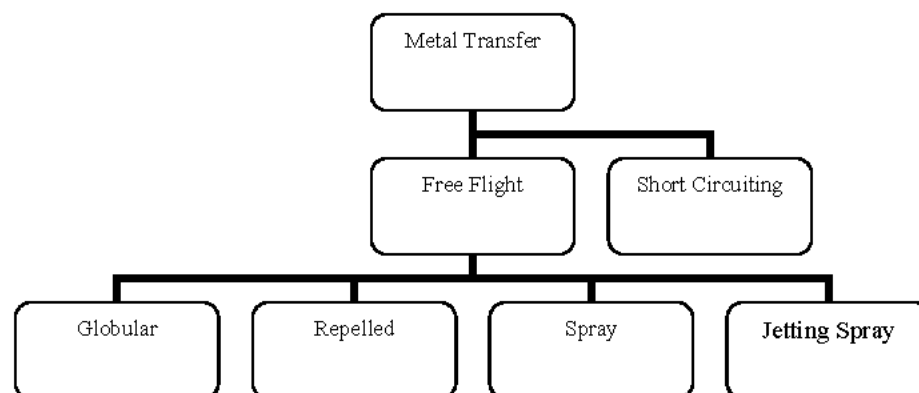 Metal Transfer
Free Flight
Short Circuiting
Globular
Repelled
Spray
Jetting Spray